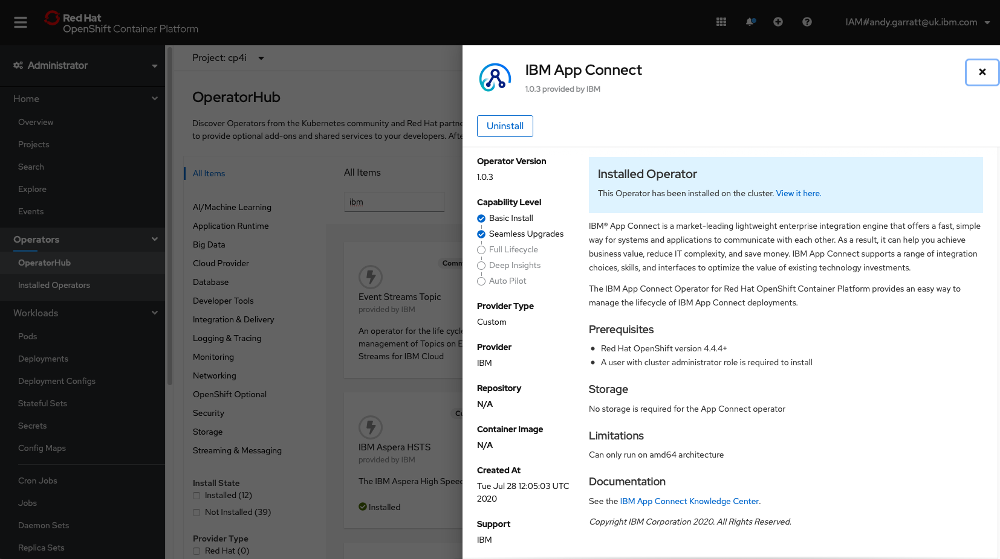 Red Hat
OpenShift Container Platform
IAM#andy.garratt@uk.ibm.com
Administrator
Home
Overview
Projects
Search
Explore
Events
Operators
OperatorHub
Installed Operators
Workloads
Pods
Deployments
Deployment Configs
Stateful Sets
Secrets
Config Maps
Cron Jobs
Jobs
Daemon Sets
Replica Sets
Project: cp4i
OperatorHub
Discover Operators from the Kubernetes community and Red Hat partne
to provide optional add-ons and shared services to your developers. Afte
All Items
AI/Machine Learning
Application Runtime
Big Data
Cloud Provider
Database
Developer Tools
Integration & Delivery
Logging & Tracing
Monitoring
Networking
OpenShift Optional
Security
Storage
Streaming & Messaging
Install State
Installed (12)
Not Installed (39)
Provider Type
Red Hat (0)
All Items
ibm
Comm
Event Streams Topic
provided by IBM
An operator for the life cycle
management of Topics on E
Streams for IBM Cloud
Cu
IBM Aspera HSTS
provided by IBM
The IBM Aspera High Speed
Installed
IBM App Connect
1.0.3 provided by IBM
Uninstall
Operator Version
1.0.3
Capability Level
Basic Install
Seamless Upgrades
Full Lifecycle
Deep Insights
Auto Pilot
Provider Type
Custom
Provider
IBM
Repository
N/A
Container Image
N/A
Created At
Tue Jul 28 12:05:03 UTC
2020
Support
IBM
Installed Operator
This Operator has been installed on the cluster. View it here.
IBM® App Connect is a market-leading lightweight enterprise integration engine that offers a fast, simple
way for systems and applications to communicate with each other. As a result, it can help you achieve
business value, reduce IT complexity, and save money. IBM App Connect supports a range of integration
choices, skills, and interfaces to optimize the value of existing technology investments.
The IBM App Connect Operator for Red Hat OpenShift Container Platform provides an easy way to
manage the lifecycle of IBM App Connect deployments.
Prerequisites
● Red Hat OpenShift version 4.4.4+
● A user with cluster administrator role is required to install
Storage
No storage is required for the App Connect operator
Limitations
Can only run on amd64 architecture
Documentation
See the IBM App Connect Knowledge Center.
Copyright IBM Corporation 2020. All Rights Reserved.